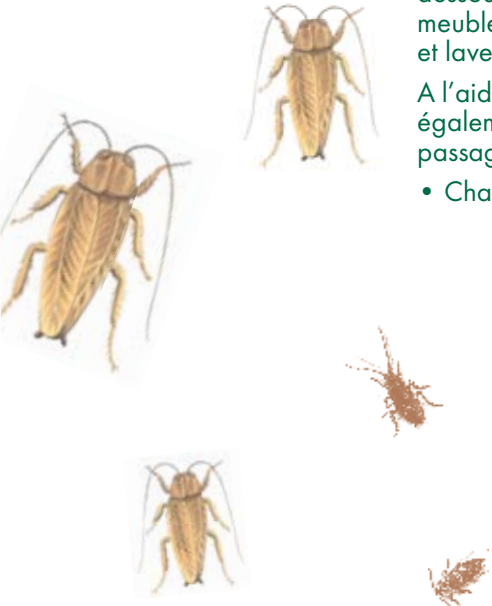 meuble
et lave
A l'aid
égalem
passag
• Cha